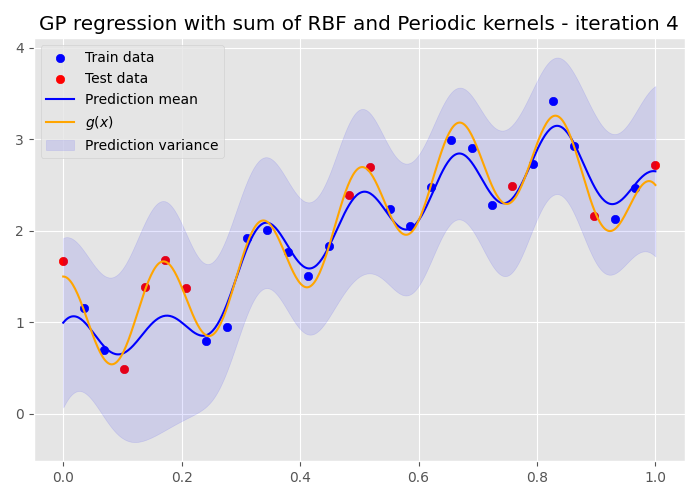 GP regression with sum of RBF and Periodic kernels - iteration 4
Train data
Test data
Prediction mean
g(x)
Prediction variance
4
3
2
1
0
0.0 0.2 0.4 0.6 0.8 1.0